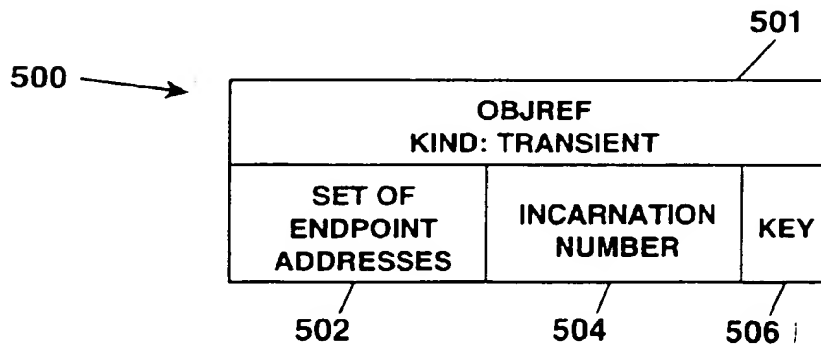 501
500
OBJREF
KIND: TRANSIENT
SET OF
ENDPOINT
ADDRESSES
INCARNATION
NUMBER
KEY
502
504
506